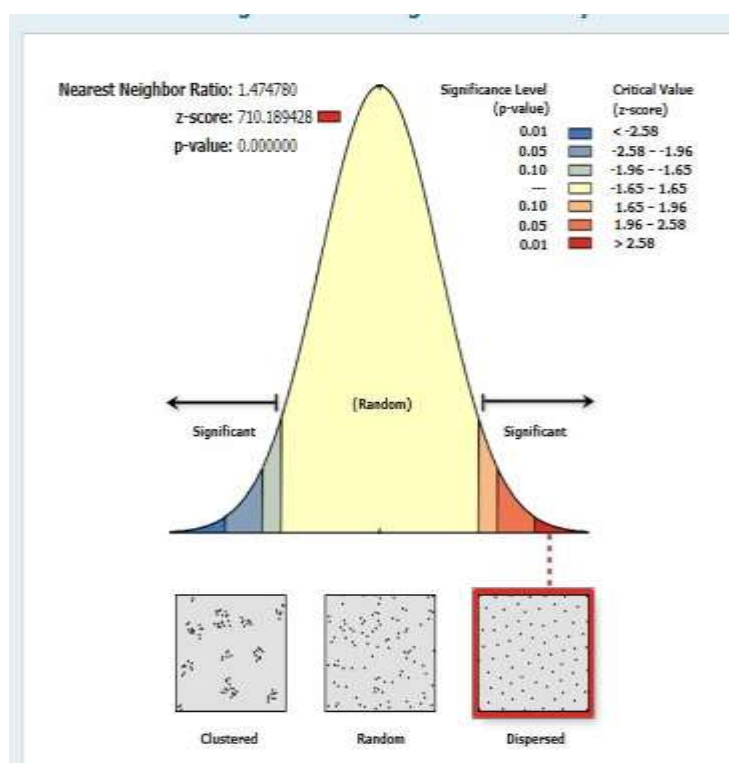 Nearest Neighbor Ratio: 1.474780
z-score: 710.189428
p-value: 0.000000
Significance Level
(p-value)
Critical Value
(z-score)
0.01 < -2.58
0.05 -2.58 – -1.96
0.10 -1.96 – -1.65
— -1.65 – 1.65
0.10 1.65 – 1.96
0.05 1.96 – 2.58
0.01 > 2.58
(Random)
Significant
Significant
Clustered
Random
Dispersed